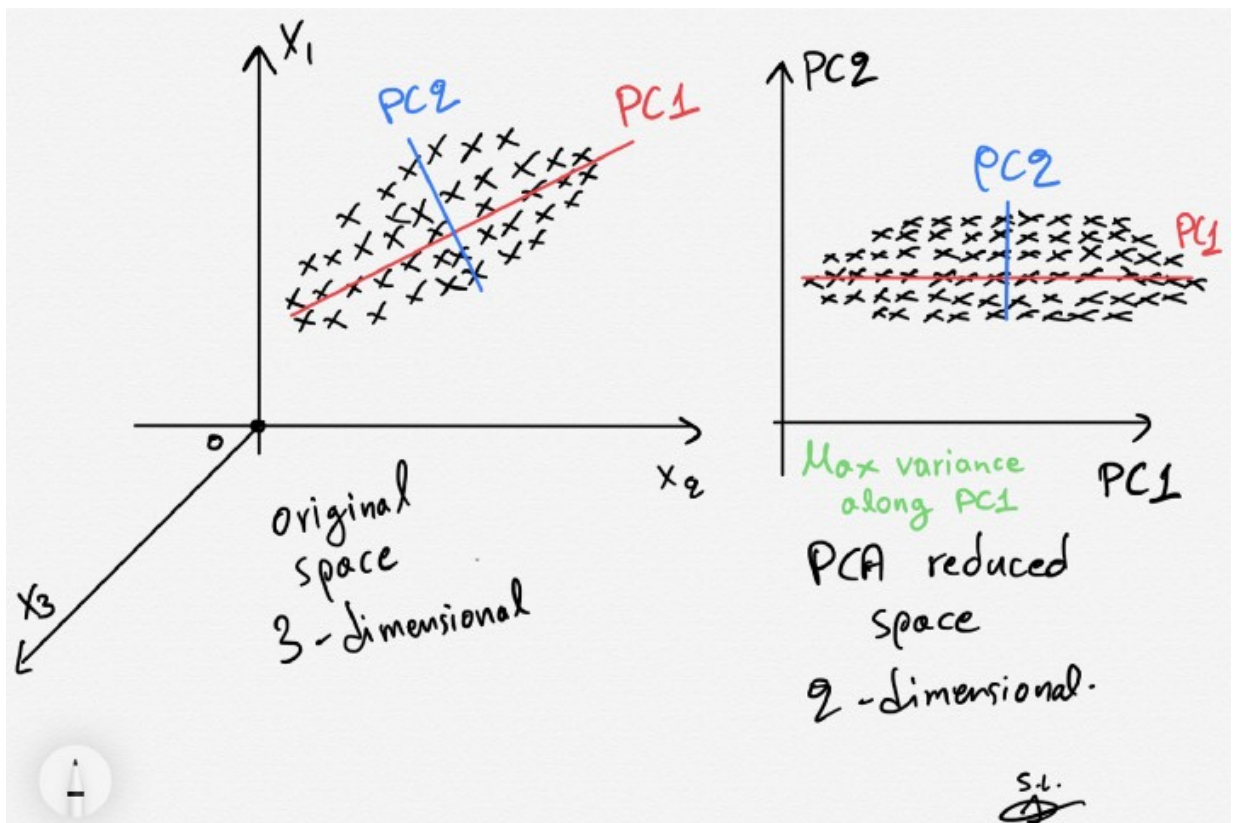 X1
PC2
PC1
0
X2
X3
original
space
3-dimensional
PC2
PC2
PC1
PC1
Max variance
along PC1
PCA reduced
space
2-dimensional.
s.l.